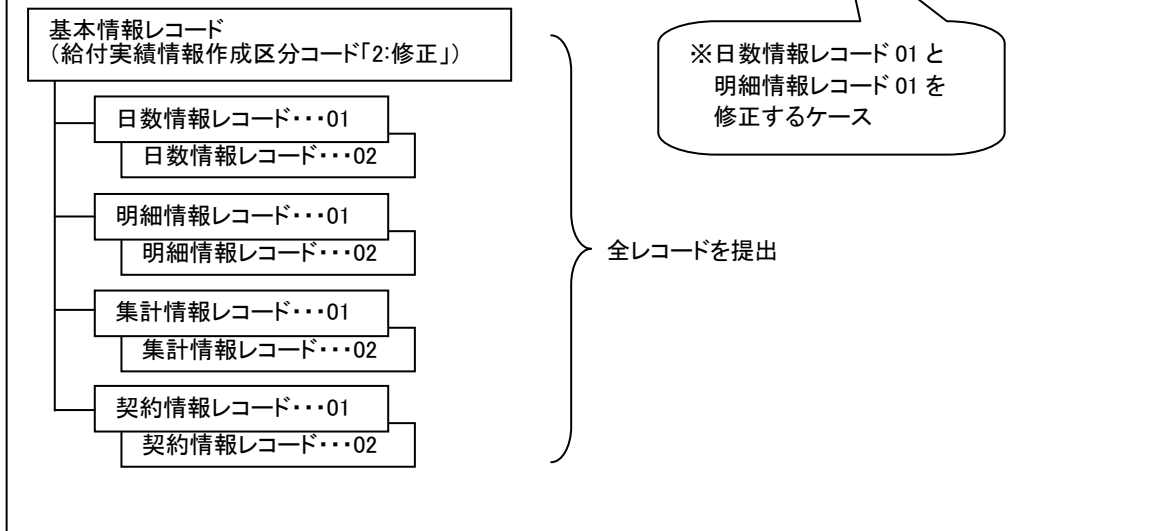 基本情報レコード
（給付実績情報作成区分コード「2:修正」）
※日数情報レコード 01 と
明細情報レコード 01 を
修正するケース
日数情報レコード・・・01
日数情報レコード・・・02
明細情報レコード・・・01
明細情報レコード・・・02
全レコードを提出
集計情報レコード・・・01
集計情報レコード・・・02
契約情報レコード・・・01
契約情報レコード・・・02